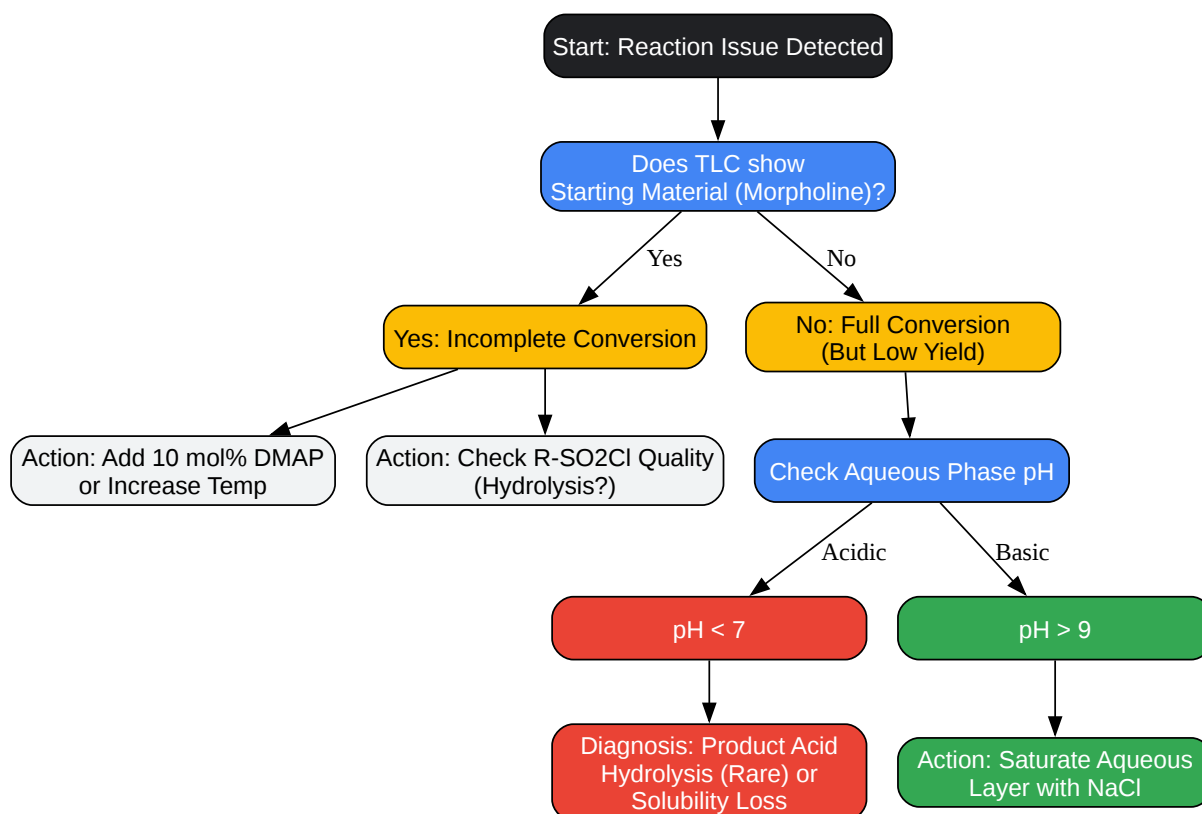 Start: Reaction Issue Detected
Does TLC show
Starting Material (Morpholine)?
Yes
No
Yes: Incomplete Conversion
No: Full Conversion
(But Low Yield)
Action: Add 10 mol% DMAP
or Increase Temp
Action: Check R-SO2Cl Quality
(Hydrolysis?)
Check Aqueous Phase pH
Acidic
Basic
pH < 7
pH > 9
Diagnosis: Product Acid
Hydrolysis (Rare) or
Solubility Loss
Action: Saturate Aqueous
Layer with NaCl